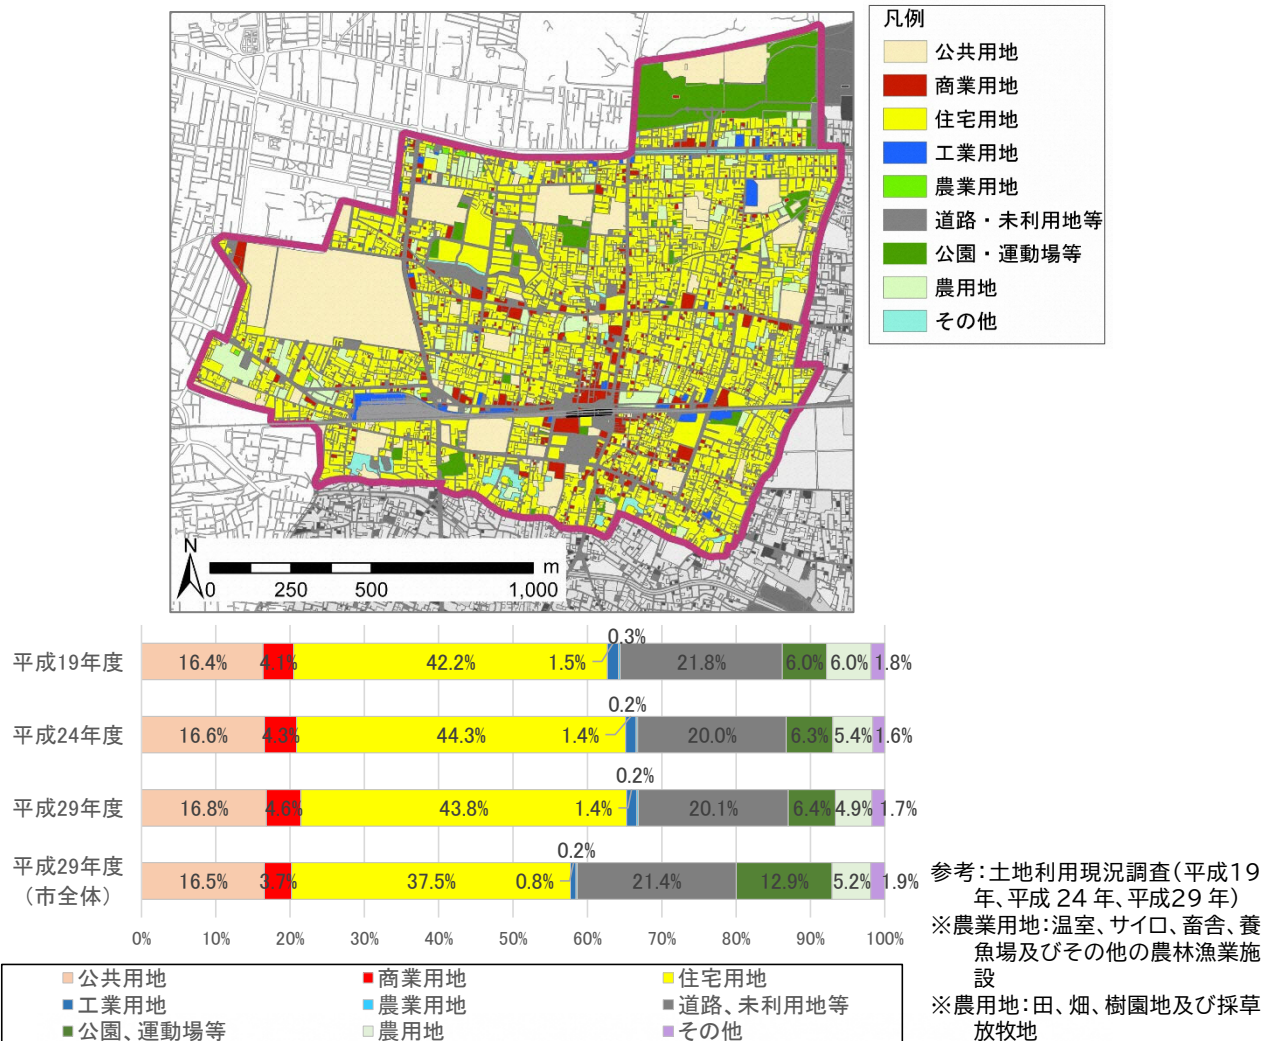 凡例
公共用地
商業用地
住宅用地
工業用地
農業用地
道路・未利用地等
公園・運動場等
農用地
その他
N
0 250 500 1,000 m
0.3%
平成19年度 16.4% 4.1% 42.2% 1.5% 21.8% 6.0% 6.0% 1.8%
0.2%
平成24年度 16.6% 4.3% 44.3% 1.4% 20.0% 6.3% 5.4% 1.6%
0.2%
平成29年度 16.8% 4.6% 43.8% 1.4% 20.1% 6.4% 4.9% 1.7%
0.2%
平成29年度
（市全体） 16.5% 3.7% 37.5% 0.8% 21.4% 12.9% 5.2% 1.9%
0% 10% 20% 30% 40% 50% 60% 70% 80% 90% 100%
公共用地 商業用地 住宅用地
工業用地 農業用地 道路、未利用地等
公園、運動場等 農用地 その他
参考：土地利用現況調査（平成19
年、平成 24 年、平成29 年）
※農業用地：温室、サイロ、畜舎、養
魚場及びその他の農林漁業施
設
※農用地：田、畑、樹園地及び採草
放牧地